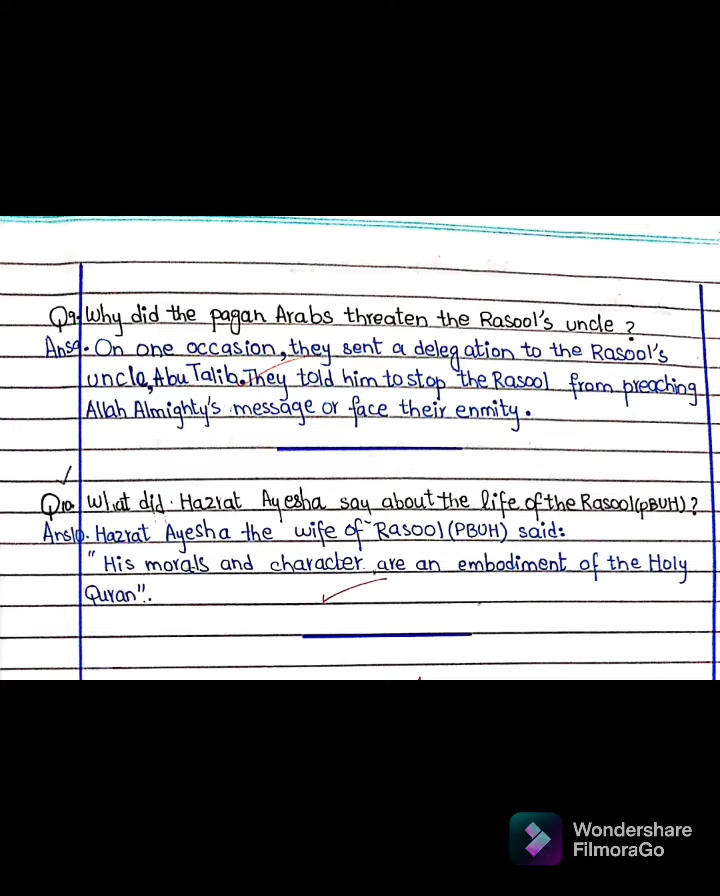 Q9. Why did the pagan Arabs threaten the Rasool's uncle ?
Ans9. On one occasion, they sent a delegation to the Rasool's
uncle, Abu Talib. They told him to stop the Rasool from preaching
Allah Almighty's message or face their enmity.
Q10. What did Hazrat Ayesha say about the life of the Rasool(PBUH)?
Ans10. Hazrat Ayesha the wife of Rasool(PBUH) said:
"His morals and character are an embodiment of the Holy
Quran".
Wondershare
FilmoraGo